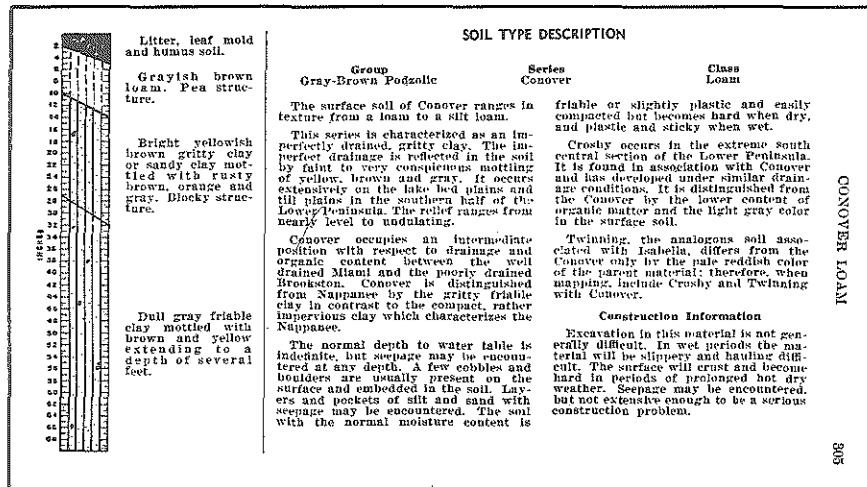 SOIL TYPE DESCRIPTION
Litter, leaf mold
and humus soil.
Grayish brown
loam. Pea struc-
ture.
Bright yellowish
brown gritty clay
or sandy clay mot-
tled with rusty
brown, orange and
gray. Blocky struc-
ture.
Dull gray friable
clay mottled with
brown and yellow
extending to a
depth of several
feet.
INCHES
Group
Gray-Brown Podzolic
Series
Conover
Class
Loam
The surface soil of Conover ranges in
texture from a loam to a silt loam.
This series is characterized as an im-
perfectly drained, gritty clay. The im-
perfect drainage is reflected in the soil
by faint to very conspicuous mottling
of yellow, brown and gray. It occurs
extensively on the lake bed plains and
till plains in the southern half of the
Lower Peninsula. The relief ranges from
nearly level to undulating.
Conover occupies an intermediate
position with respect to drainage and
organic content between the well
drained Miami and the poorly drained
Brookston. Conover is distinguished
from Nappanee by the gritty friable
clay in contrast to the compact, rather
impervious clay which characterizes the
Nappanee.
The normal depth to water table is
indefinite, but seepage may be encoun-
tered at any depth. A few cobbles and
boulders are usually present on the
surface and embedded in the soil. Lay-
ers and pockets of silt and sand with
seepage may be encountered. The soil
with the normal moisture content is
friable or slightly plastic and easily
compacted but becomes hard when dry,
and plastic and sticky when wet.
Crosby occurs in the extreme south
central section of the Lower Peninsula.
It is found in association with Conover
and has developed under similar drain-
age conditions. It is distinguished from
the Conover by the lower content of
organic matter and the light gray color
in the surface soil.
Twinning, the analogous soil asso-
ciated with Isabella, differs from the
Conover only by the pale reddish color
of the parent material; therefore, when
mapping, include Crosby and Twinning
with Conover.
Construction Information
Excavation in this material is not gen-
erally difficult. In wet periods the ma-
terial will be slippery and hauling diffi-
cult. The surface will crust and become
hard in periods of prolonged hot dry
weather. Seepage may be encountered,
but not extensive enough to be a serious
construction problem.
CONOVER LOAM
305